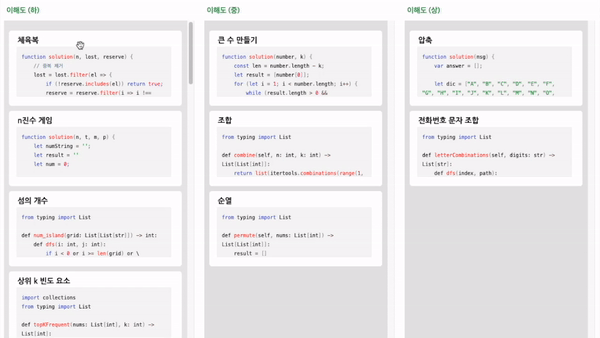 이해도 (하)
체육복
function solution(n, lost, reserve) {
// 중복 제거
lost = lost.filter(el => {
if (!reserve.includes(el)) return true;
reserve = reserve.filter(i => i !==
n진수 게임
function solution(n, t, m, p) {
let numString = '';
let result = ''
let num = 0;
섬의 개수
from typing import List
def num_island(grid: List[List[str]]) -> int:
def dfs(i: int, j: int):
if i < 0 or i >= len(grid) or \
상위 k 빈도 요소
import collections
from typing import List
def topKFrequent(nums: List[int], k: int) ->
List[int]:
이해도 (중)
큰 수 만들기
function solution(number, k) {
const len = number.length - k;
let result = [number[0]];
for (let i = 1; i < number.length; i++) {
while (result.length > 0 &&
조합
from typing import List
def combine(self, n: int, k: int) ->
List[List[int]]:
return list(itertools.combinations(range(1,
순열
from typing import List
def permute(self, nums: List[int]) ->
List[List[int]]:
result = []
이해도 (상)
압축
function solution(msg) {
var answer = [];
let dic = ["A", "B", "C", "D", "E", "F",
"G", "H", "I", "J", "K", "L", "M", "N", "O",
전화번호 문자 조합
from typing import List
def letterCombinations(self, digits: str) ->
List[str]:
def dfs(index, path):